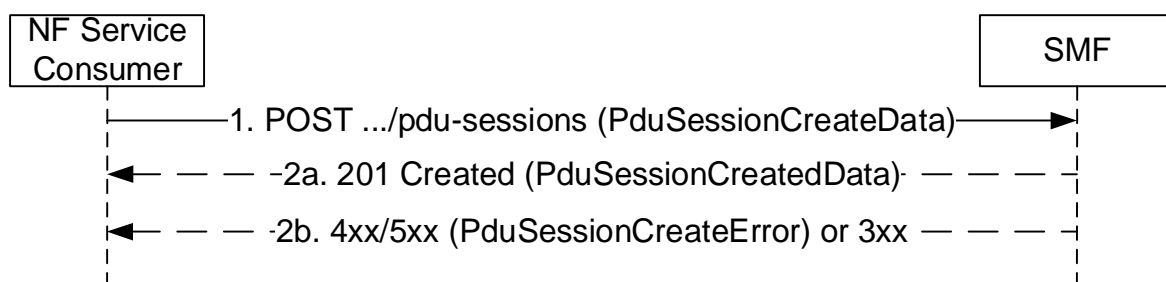 NF Service
Consumer
SMF
1. POST .../pdu-sessions (PduSessionCreateData)
2a. 201 Created (PduSessionCreatedData)
2b. 4xx/5xx (PduSessionCreateError) or 3xx